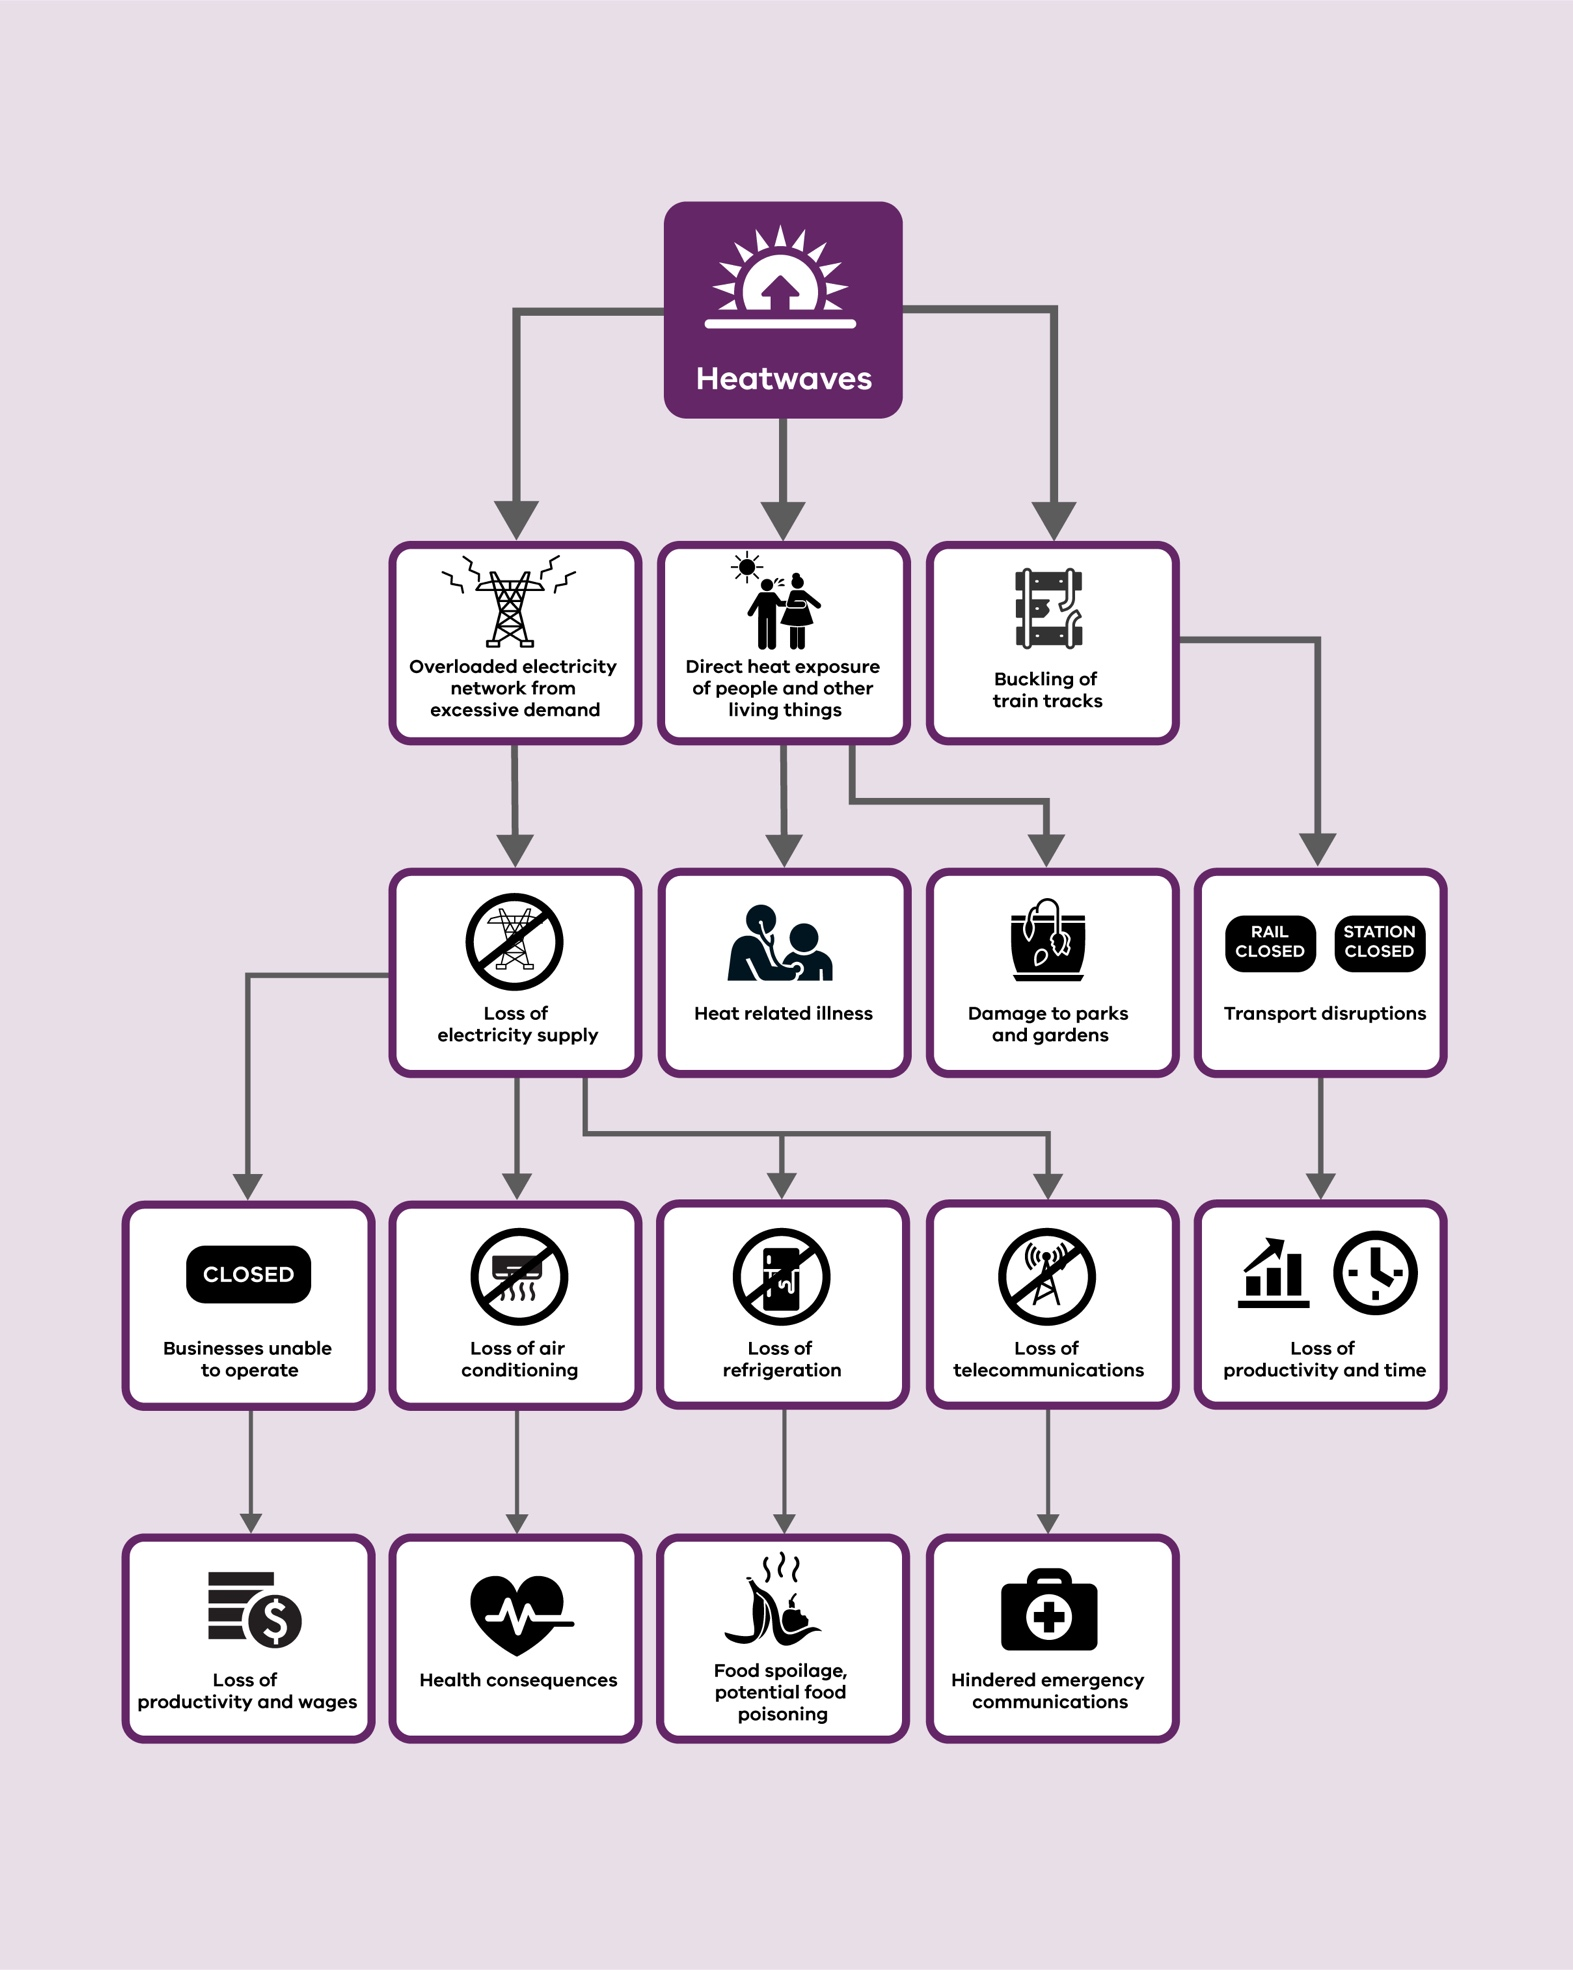 Heatwaves
Overloaded electricity
network from
excessive demand
Direct heat exposure
of people and other
living things
Buckling of
train tracks
Loss of
electricity supply
Heat related illness
Damage to parks
and gardens
RAIL
CLOSED
STATION
CLOSED
Transport disruptions
CLOSED
Businesses unable
to operate
Loss of air
conditioning
Loss of
refrigeration
Loss of
telecommunications
Loss of
productivity and time
$
Loss of
productivity and wages
Health consequences
Food spoilage,
potential food
poisoning
Hindered emergency
communications